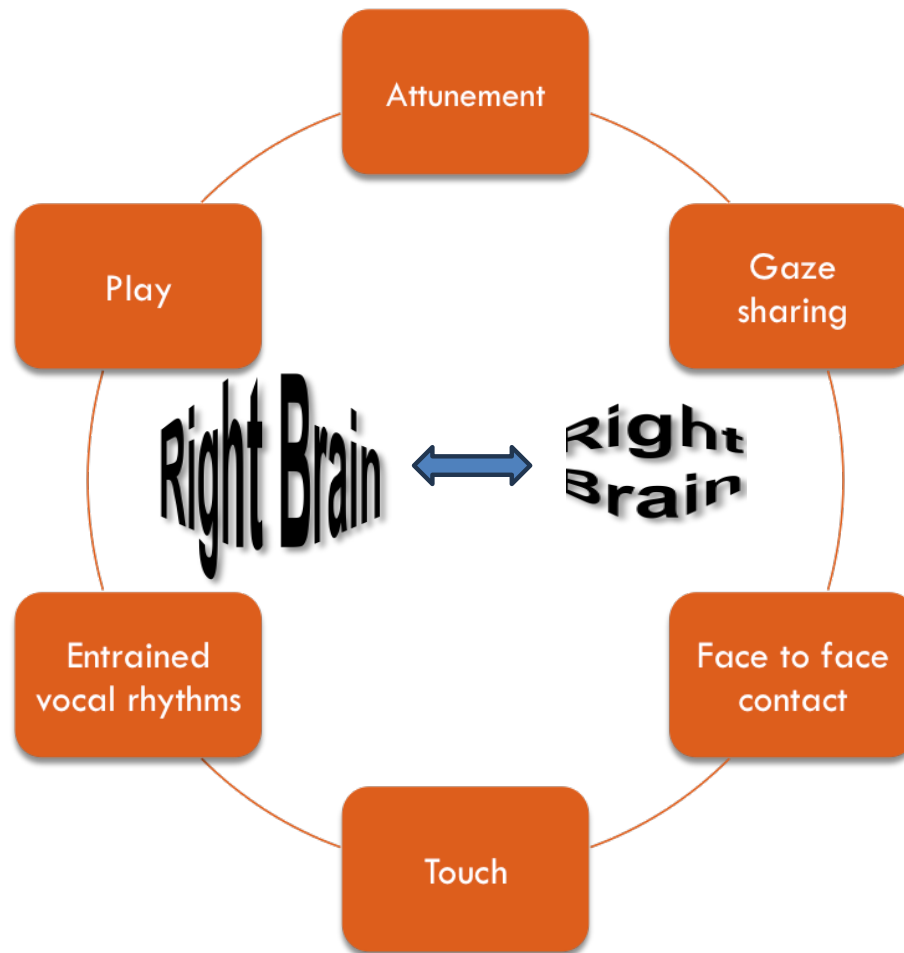 Attunement
Gaze
sharing
Face to face
contact
Touch
Entrained
vocal rhythms
Play
Right Brain
Right
Brain